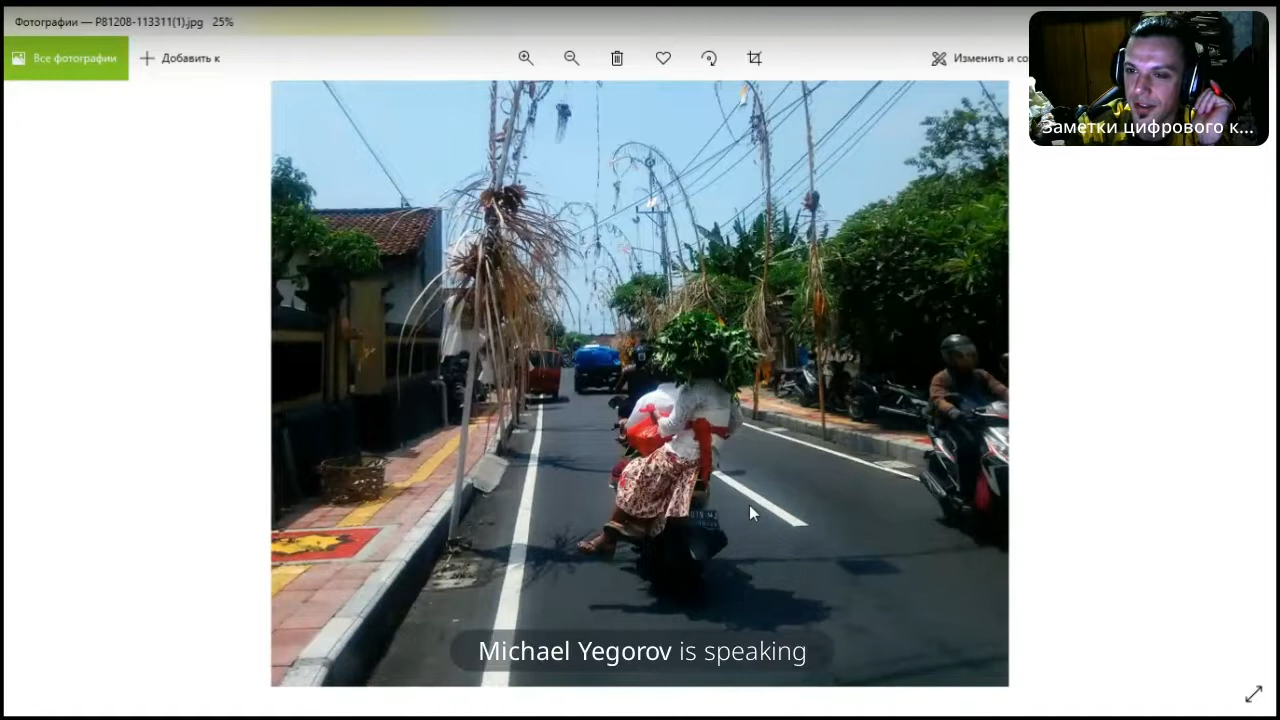 Фотографии — P81208-113311(1).jpg 25%
Все фотографии
Добавить к
Изменить и со
Заметки цифрового к...
Michael Yegorov is speaking